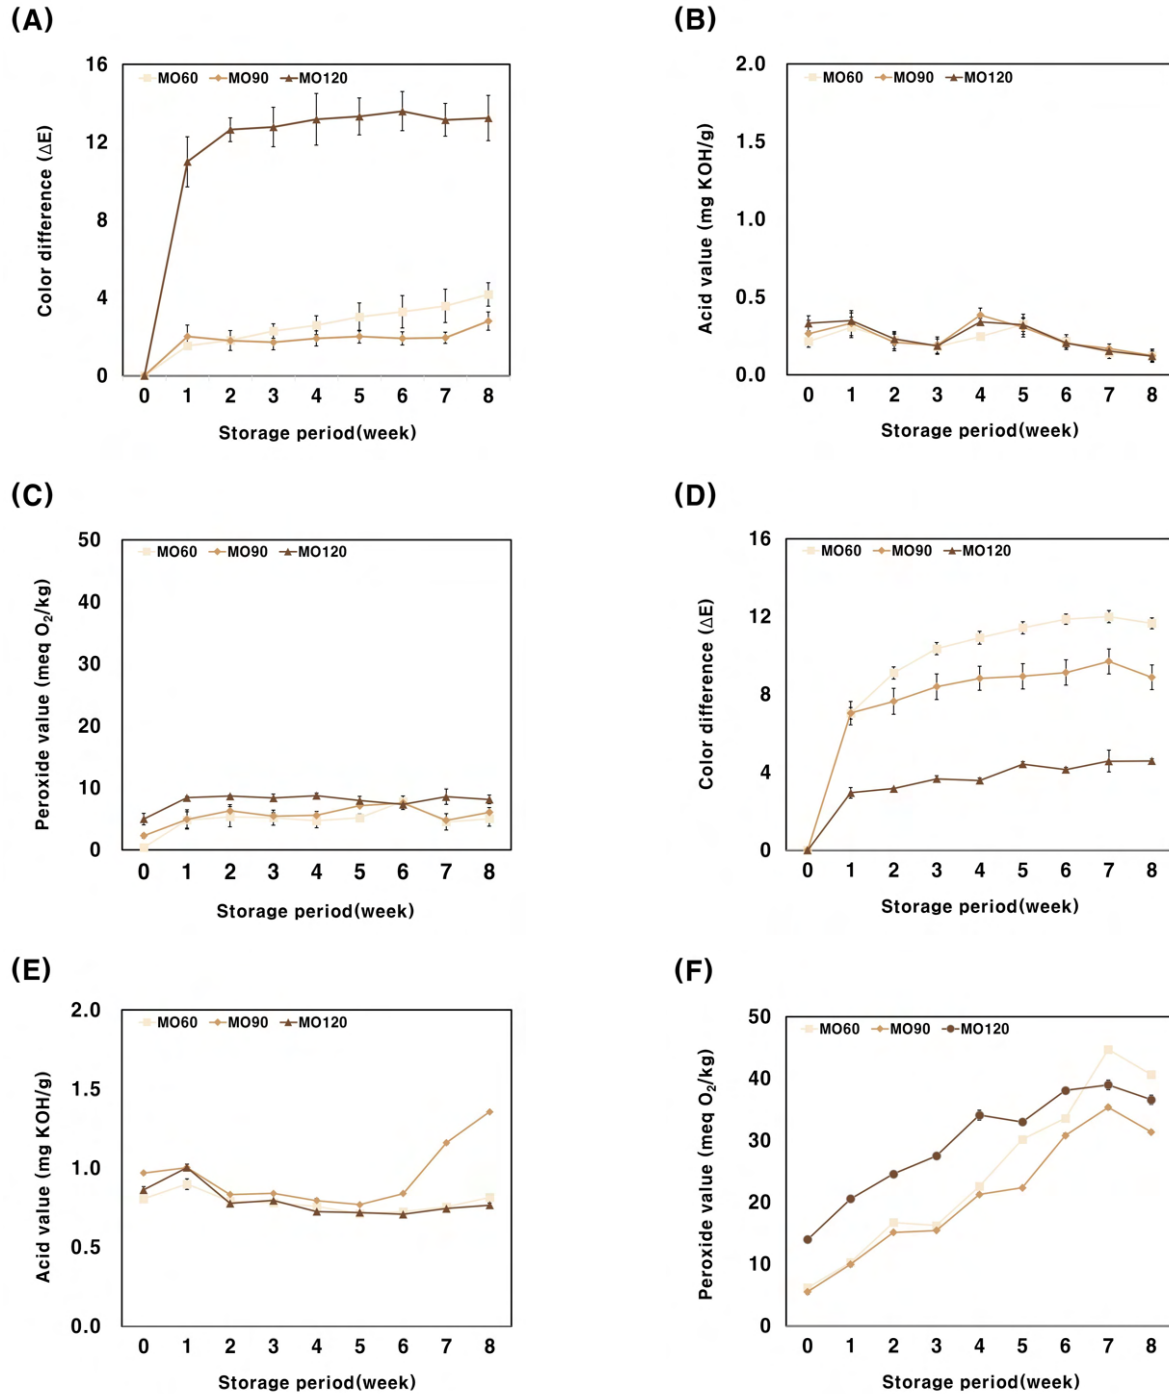 (A)
16
12
8
4
0
MO60 MO90 MO120
Color difference (ΔE)
0 1 2 3 4 5 6 7 8
Storage period(week)
(B)
2.0
1.5
1.0
0.5
0.0
MO60 MO90 MO120
Acid value (mg KOH/g)
0 1 2 3 4 5 6 7 8
Storage period(week)
(C)
50
40
30
20
10
0
MO60 MO90 MO120
Peroxide value (meq O₂/kg)
0 1 2 3 4 5 6 7 8
Storage period(week)
(D)
16
12
8
4
0
MO60 MO90 MO120
Color difference (ΔE)
0 1 2 3 4 5 6 7 8
Storage period(week)
(E)
2.0
1.5
1.0
0.5
0.0
MO60 MO90 MO120
Acid value (mg KOH/g)
0 1 2 3 4 5 6 7 8
Storage period(week)
(F)
50
40
30
20
10
0
MO60 MO90 MO120
Peroxide value (meq O₂/kg)
0 1 2 3 4 5 6 7 8
Storage period(week)